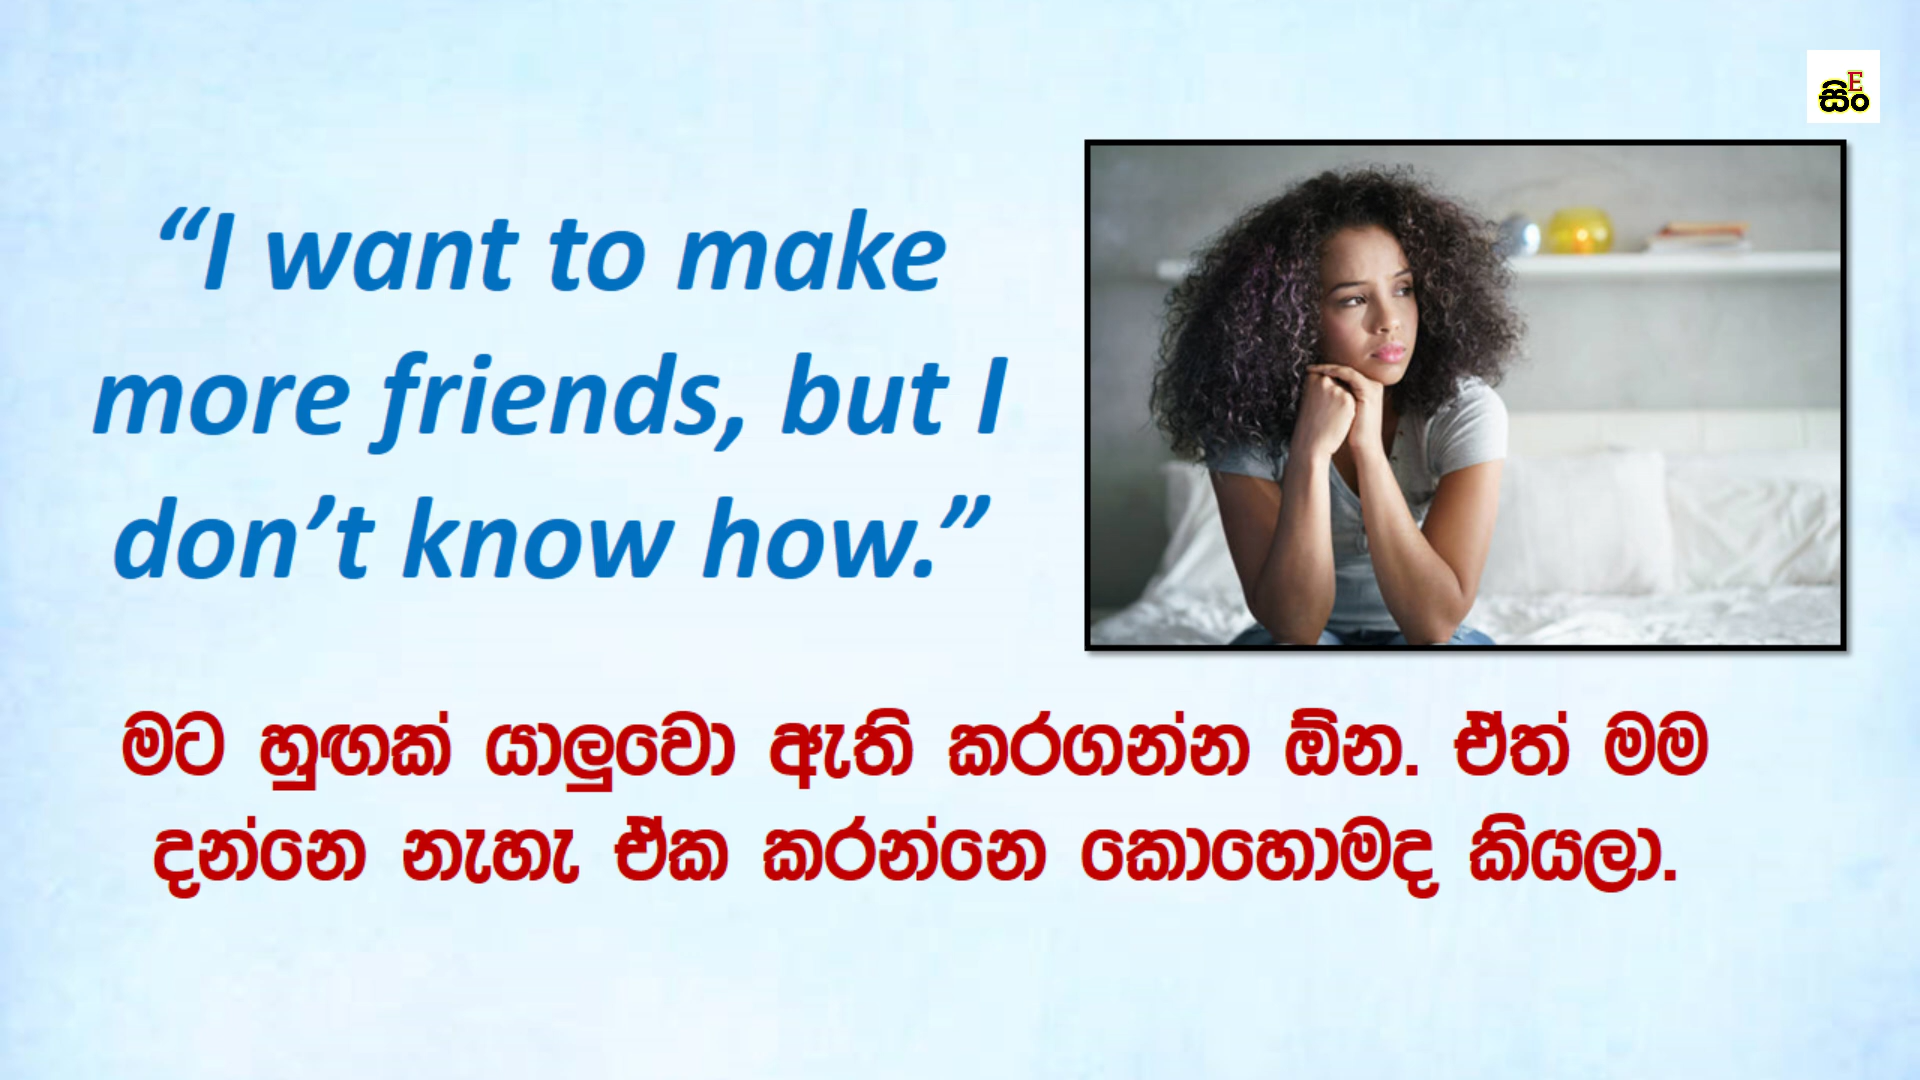 සිං
E
“I want to make
more friends, but I
don’t know how.”
මට හුඟක් යාලුවො ඇති කරගන්න ඕන. ඒත් මම
දන්නෙ නැහැ ඒක කරන්නෙ කොහොමද කියලා.